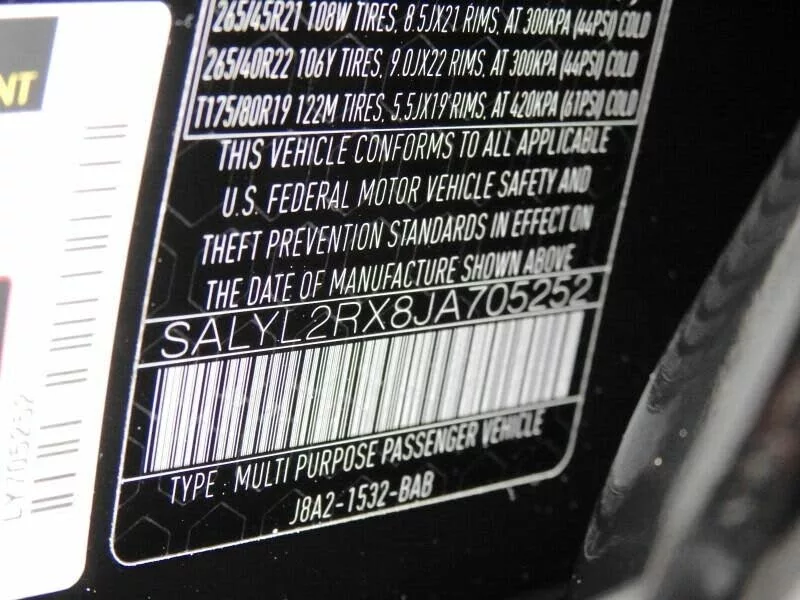 265/45R21 108W TIRES, 8.5JX21 RIMS, AT 300KPA (44PSI) COLD
265/40R22 106Y TIRES, 9.0JX22 RIMS, AT 300KPA (44PSI) COLD
T175/80R19 122M TIRES, 5.5JX19 RIMS, AT 420KPA (61PSI) COLD
THIS VEHICLE CONFORMS TO ALL APPLICABLE
U.S. FEDERAL MOTOR VEHICLE SAFETY AND
THEFT PREVENTION STANDARDS IN EFFECT ON
THE DATE OF MANUFACTURE SHOWN ABOVE
SALYL2RX8JA705252
TYPE : MULTI PURPOSE PASSENGER VEHICLE
J8A2-1532-BAB
NT
LY705252